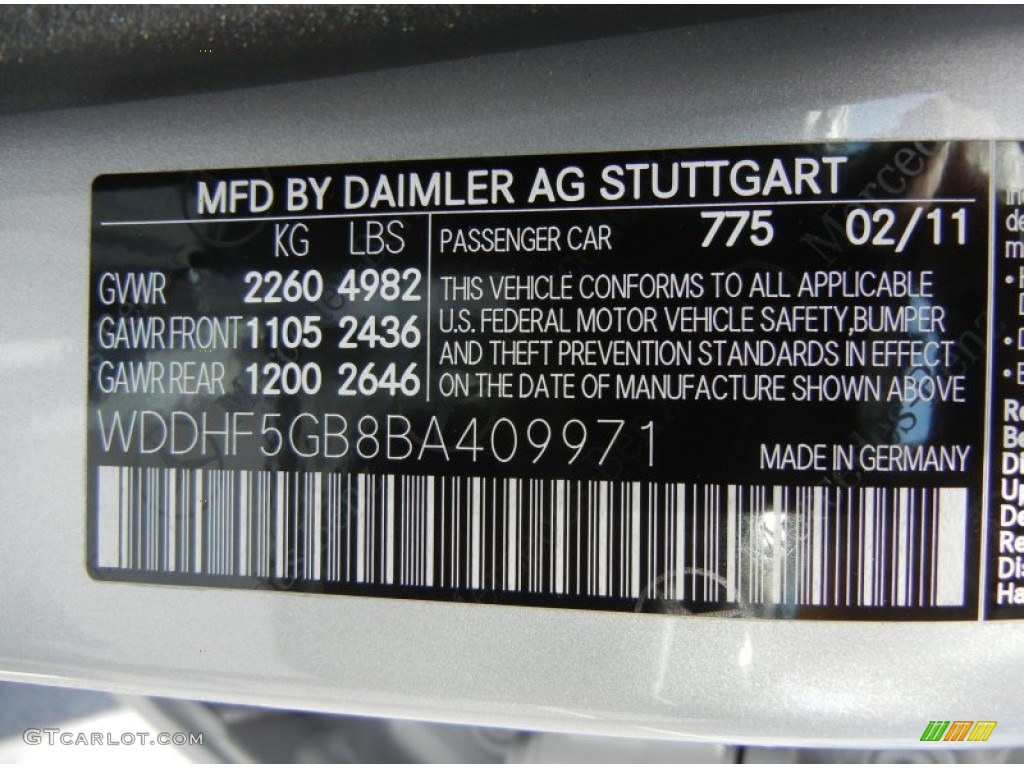 MFD BY DAIMLER AG STUTTGART
KG LBS
GVWR 2260 4982
GAWR FRONT 1105 2436
GAWR REAR 1200 2646
PASSENGER CAR 775 02/11
THIS VEHICLE CONFORMS TO ALL APPLICABLE
U.S. FEDERAL MOTOR VEHICLE SAFETY, BUMPER
AND THEFT PREVENTION STANDARDS IN EFFECT
ON THE DATE OF MANUFACTURE SHOWN ABOVE
WDDHF5GB8BA409971
MADE IN GERMANY
GTCARLOT.COM